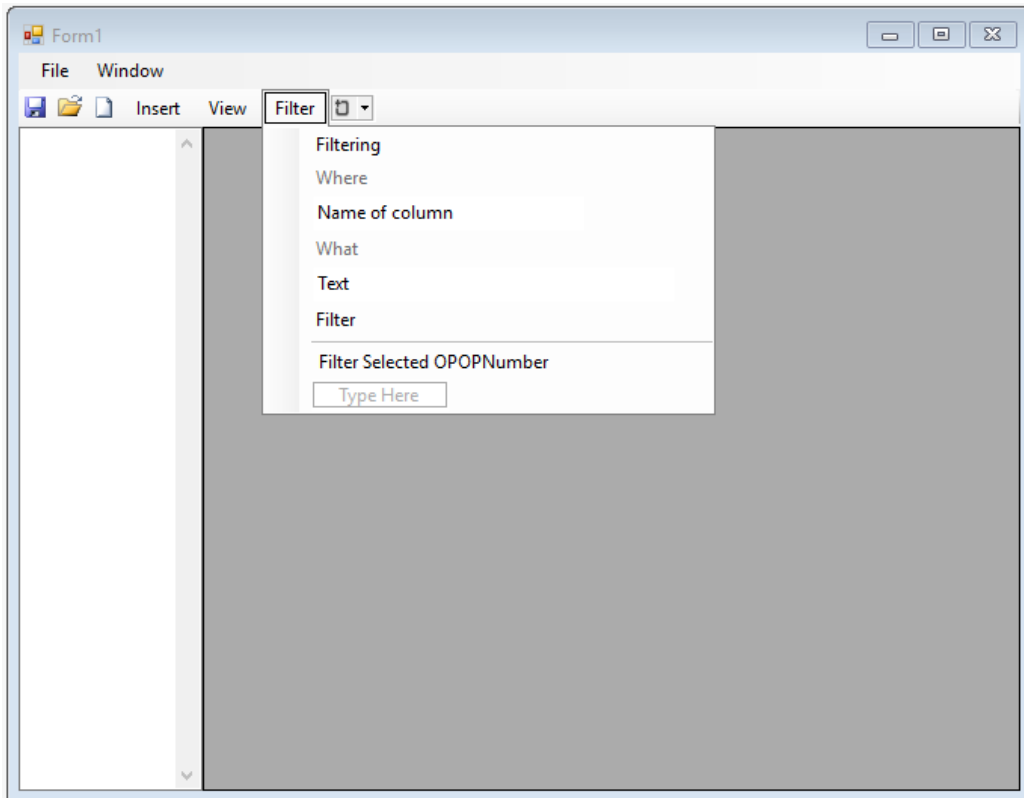 Form1
File Window
Insert View Filter
Filtering
Where
Name of column
What
Text
Filter
Filter Selected OPOPNumber
Type Here